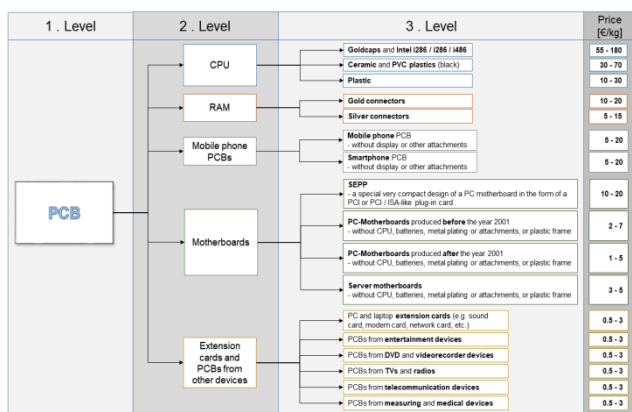 1 . Level
2 . Level
3 . Level
Price
[€/kg]
PCB
CPU
Goldcaps and Intel i286 / i286 / i486
55 - 180
Ceramic and PVC plastics (black)
30 - 70
Plastic
10 - 30
RAM
Gold connectors
10 - 20
Silver connectors
5 - 15
Mobile phone
PCBs
Mobile phone PCB
- without display or other attachments
5 - 20
Smartphone PCB
- without display or other attachments
5 - 20
Motherboards
SEPP
- a special very compact design of a PC motherboard in the form of a
PCI or PCI / ISA-like plug-in card
10 - 20
PC-Motherboards produced before the year 2001
- without CPU, batteries, metal plating or attachments, or plastic frame
2 - 7
PC-Motherboards produced after the year 2001
- without CPU, batteries, metal plating or attachments, or plastic frame
1 - 5
Server motherboards
- without CPU, batteries, metal plating or attachments, or plastic frame
3 - 5
Extension
cards and
PCBs from
other devices
PC and laptop extension cards (e.g. sound
card, modem card, network card, etc.)
0.5 - 3
PCBs from entertainment devices
0.5 - 3
PCBs from DVD and videorecorder devices
0.5 - 3
PCBs from TVs and radios
0.5 - 3
PCBs from telecommunication devices
0.5 - 3
PCBs from measuring and medical devices
0.5 - 3